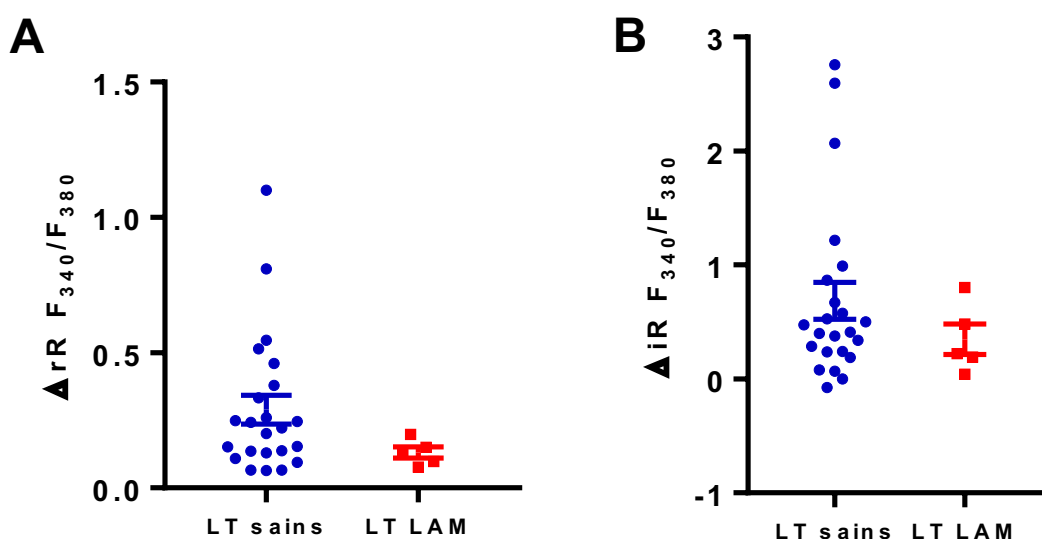 A
ΔrR F340/F380
1.5
1.0
0.5
0.0
LT sains LT LAM
B
ΔiR F340/F380
3
2
1
0
-1
LT sains LT LAM